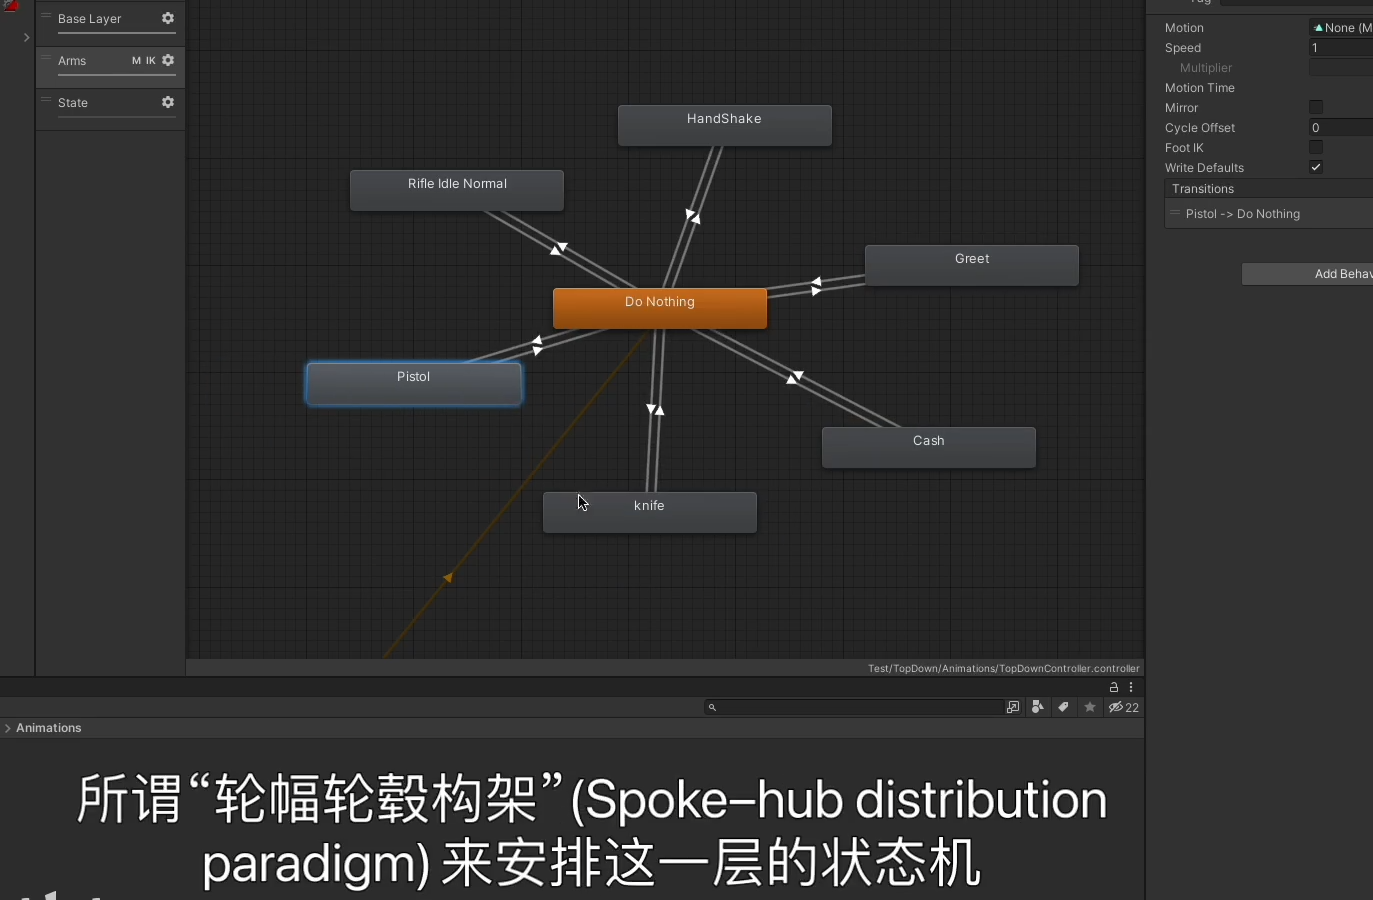 Base Layer
Arms M IK
State
HandShake
Rifle Idle Normal
Greet
Do Nothing
Pistol
Cash
knife
Test/TopDown/Animations/TopDownController.controller
Motion None (M
Speed 1
Multiplier
Motion Time
Mirror
Cycle Offset 0
Foot IK
Write Defaults
Transitions
Pistol -> Do Nothing
Add Behav
22
Animations
所谓“轮幅轮毂构架”(Spoke–hub distribution
paradigm) 来安排这一层的状态机